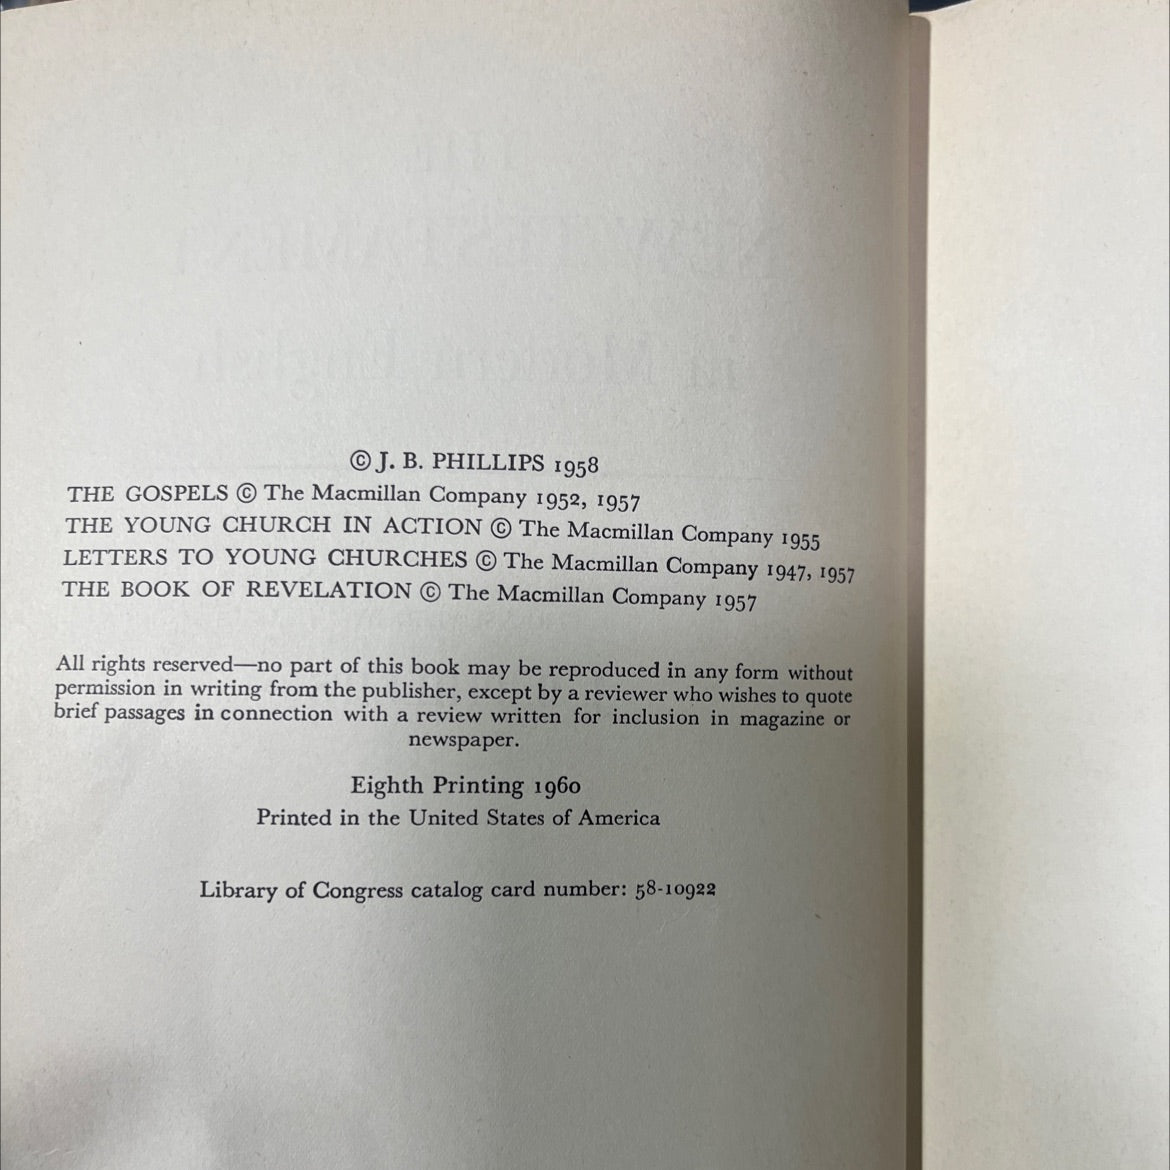 © J. B. PHILLIPS 1958
THE GOSPELS © The Macmillan Company 1952, 1957
THE YOUNG CHURCH IN ACTION © The Macmillan Company 1955
LETTERS TO YOUNG CHURCHES © The Macmillan Company 1947, 1957
THE BOOK OF REVELATION © The Macmillan Company 1957
All rights reserved—no part of this book may be reproduced in any form without
permission in writing from the publisher, except by a reviewer who wishes to quote
brief passages in connection with a review written for inclusion in magazine or
newspaper.
Eighth Printing 1960
Printed in the United States of America
Library of Congress catalog card number: 58-10922